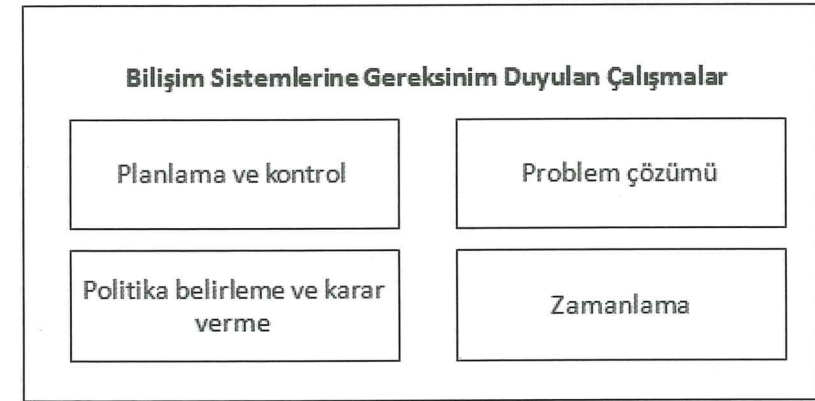 Bilişim Sistemlerine Gereksinim Duyulan Çalışmalar
Planlama ve kontrol
Problem çözümü
Politika belirleme ve karar
verme
Zamanlama